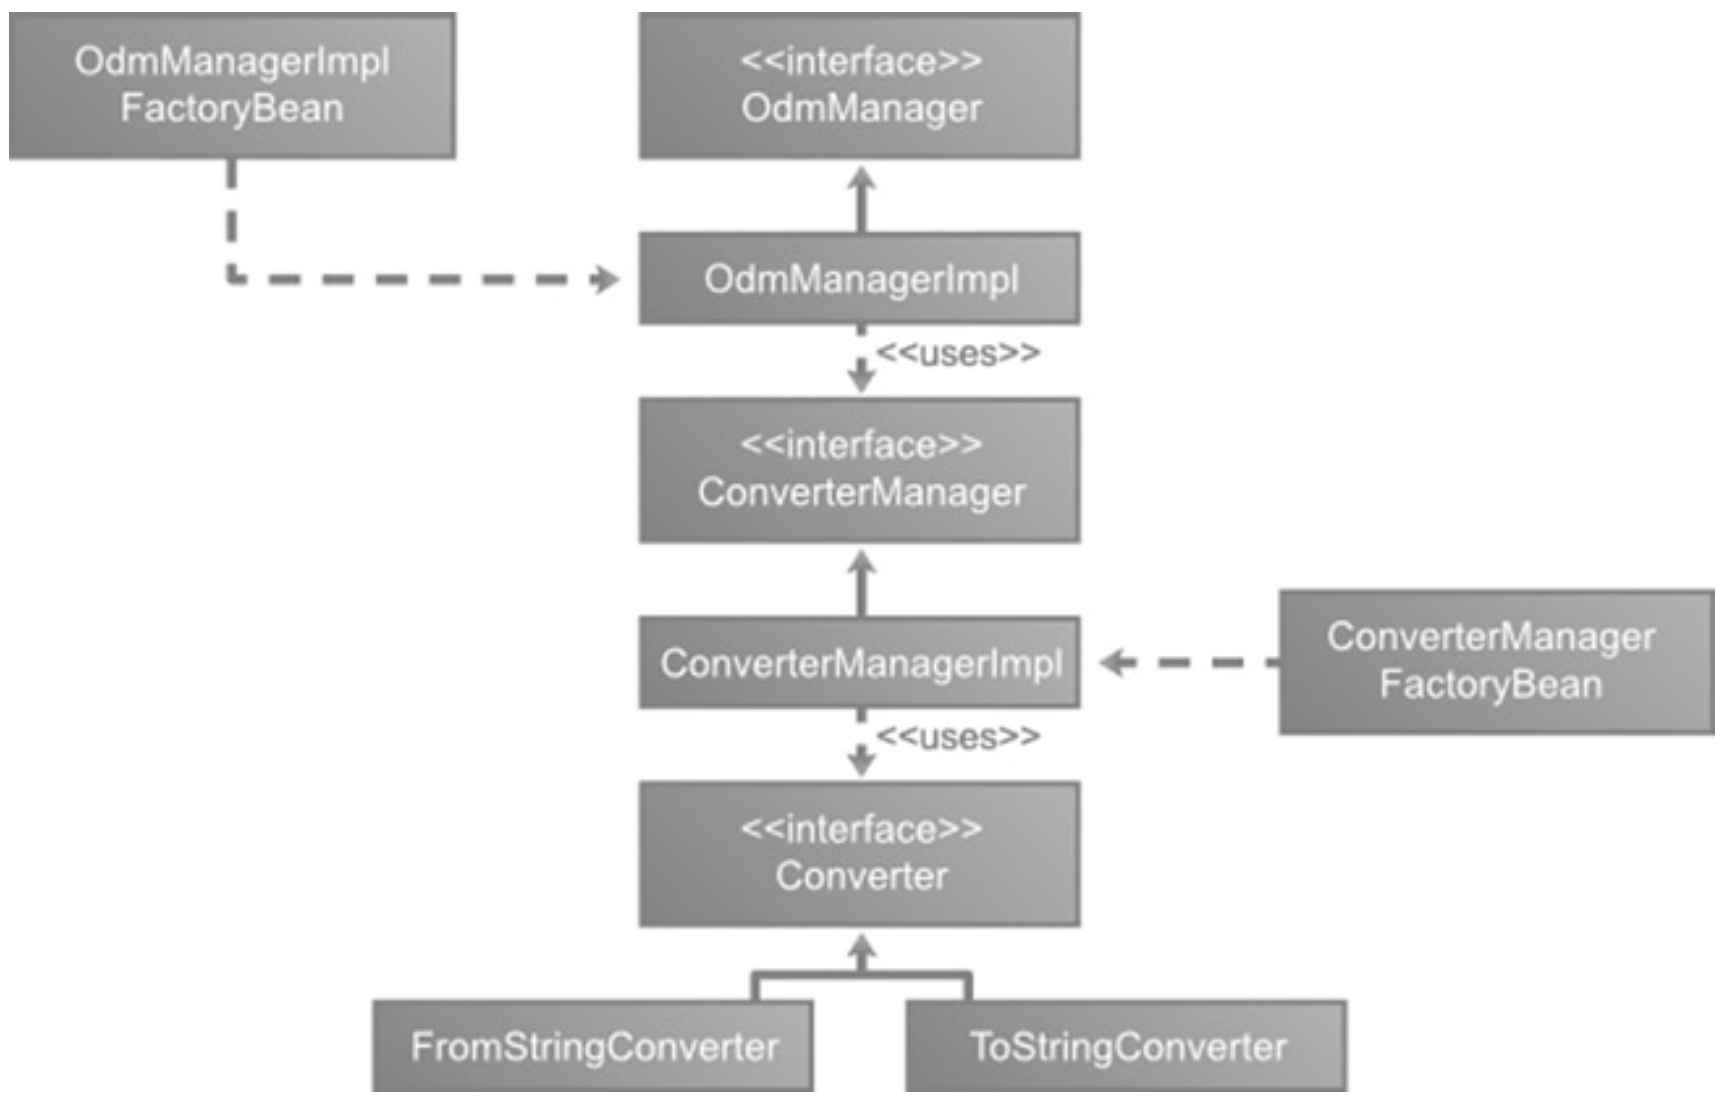 OdmManagerImpl
FactoryBean
<<interface>>
OdmManager
OdmManagerImpl
<<uses>>
<<interface>>
ConverterManager
ConverterManagerImpl
ConverterManager
FactoryBean
<<uses>>
<<interface>>
Converter
FromStringConverter
ToStringConverter